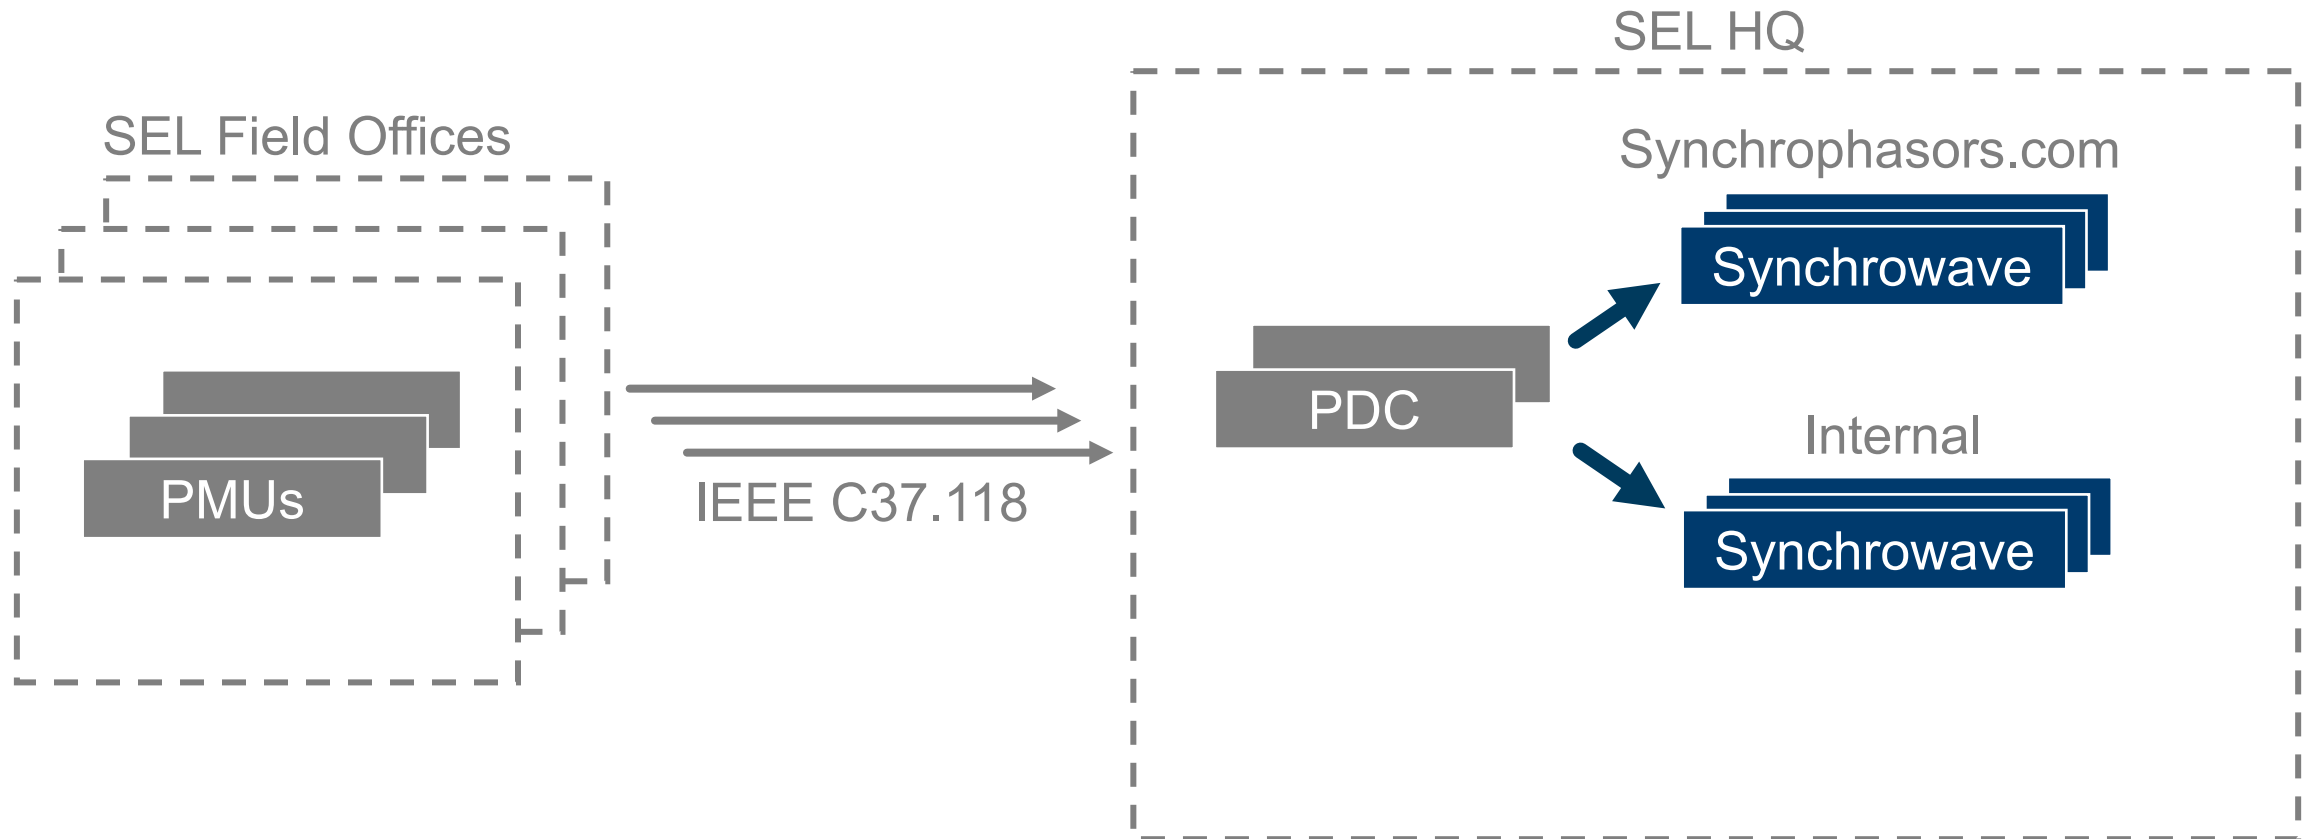 SEL HQ
SEL Field Offices
Synchrophasors.com
Synchrowave
PDC
PMUs
IEEE C37.118
Internal
Synchrowave